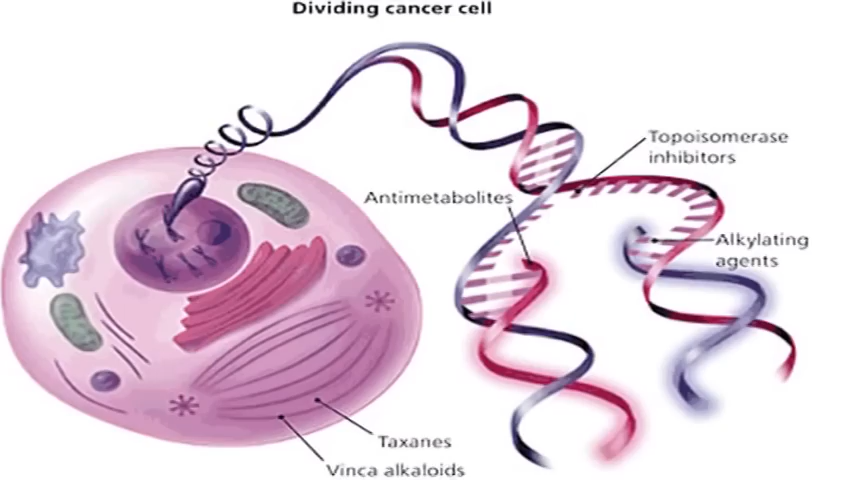 Dividing cancer cell
Topoisomerase
inhibitors
Antimetabolites
Alkylating
agents
Taxanes
Vinca alkaloids